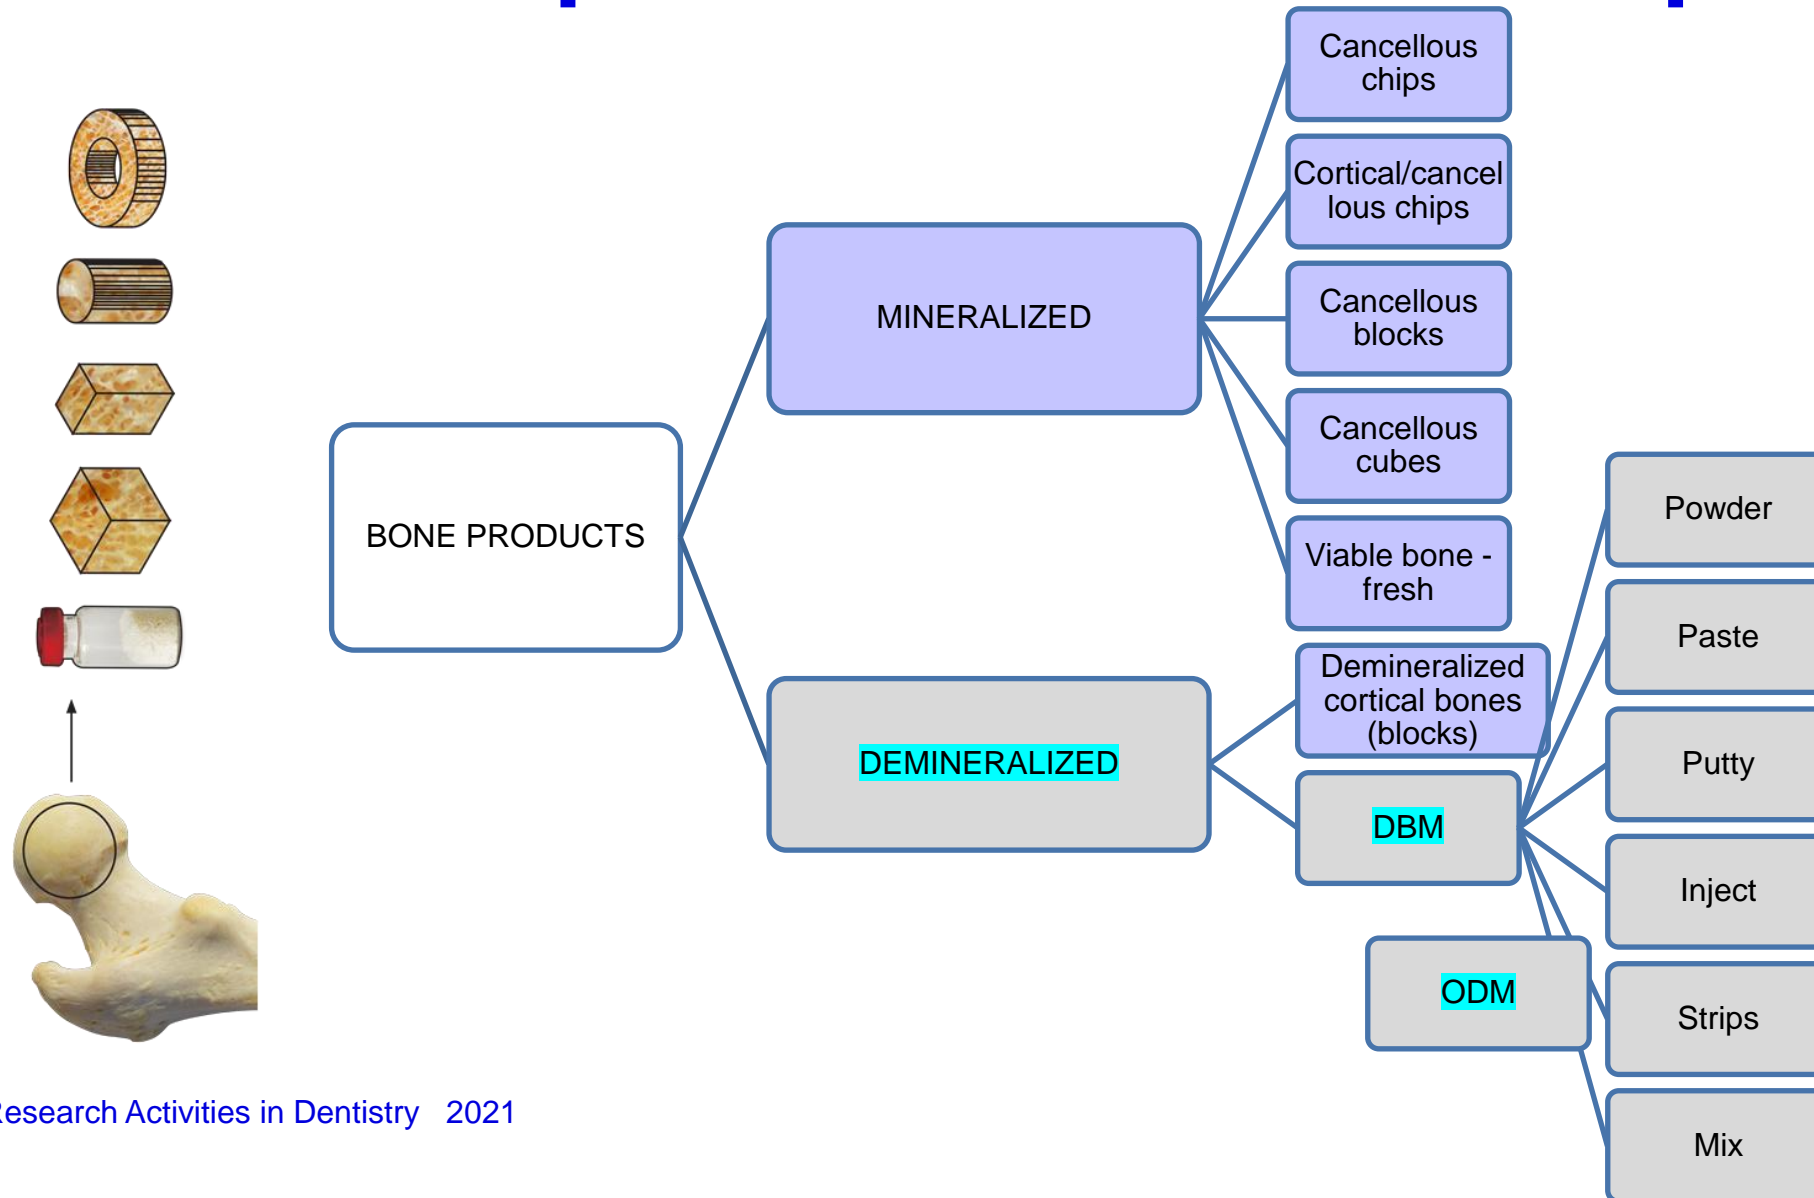 Cancellous
chips
Cortical/cancel
lous chips
MINERALIZED
Cancellous
blocks
Cancellous
cubes
BONE PRODUCTS
Viable bone -
fresh
Powder
Paste
Demineralized
cortical bones
(blocks)
DEMINERALIZED
Putty
DBM
Inject
ODM
Strips
Mix
esearch Activities in Dentistry 2021